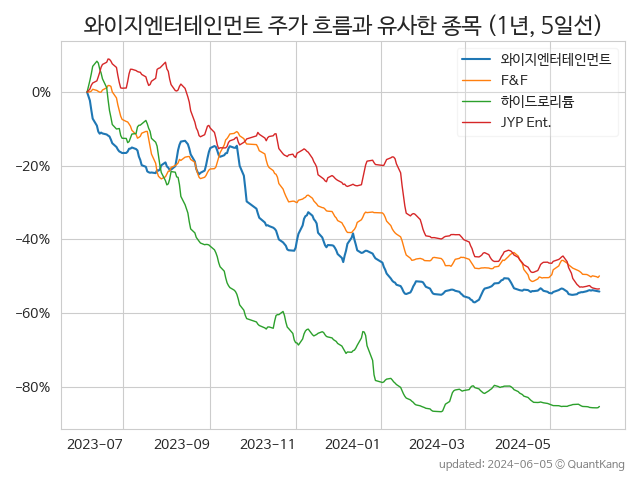 와이지엔터테인먼트 주가 흐름과 유사한 종목 (1년, 5일선)
와이지엔터테인먼트
F&F
하이드로리튬
JYP Ent.
0%
−20%
−40%
−60%
−80%
2023-07
2023-09
2023-11
2024-01
2024-03
2024-05
updated: 2024-06-05 © QuantKang